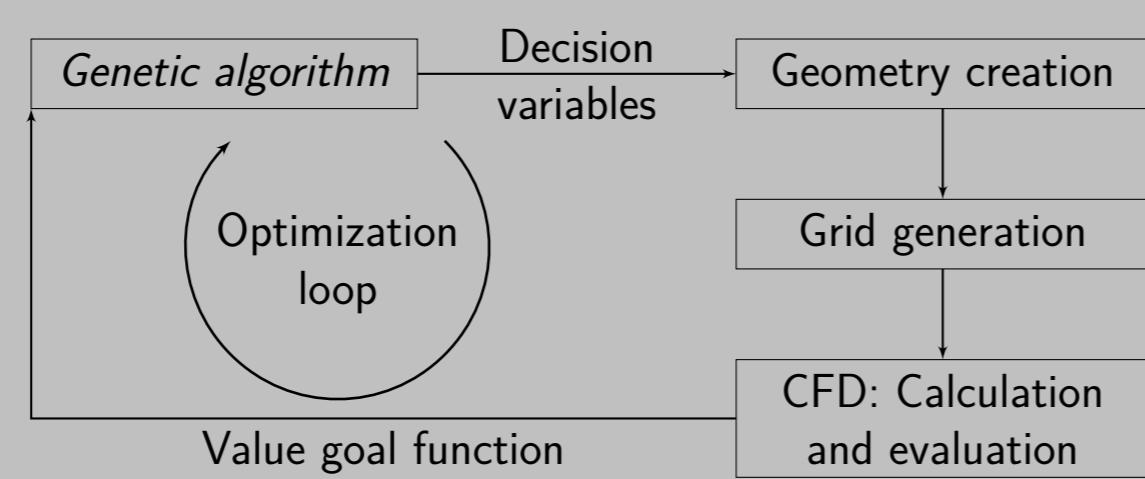 Genetic algorithm
Decision
variables
Geometry creation
Optimization
loop
Grid generation
CFD: Calculation
and evaluation
Value goal function